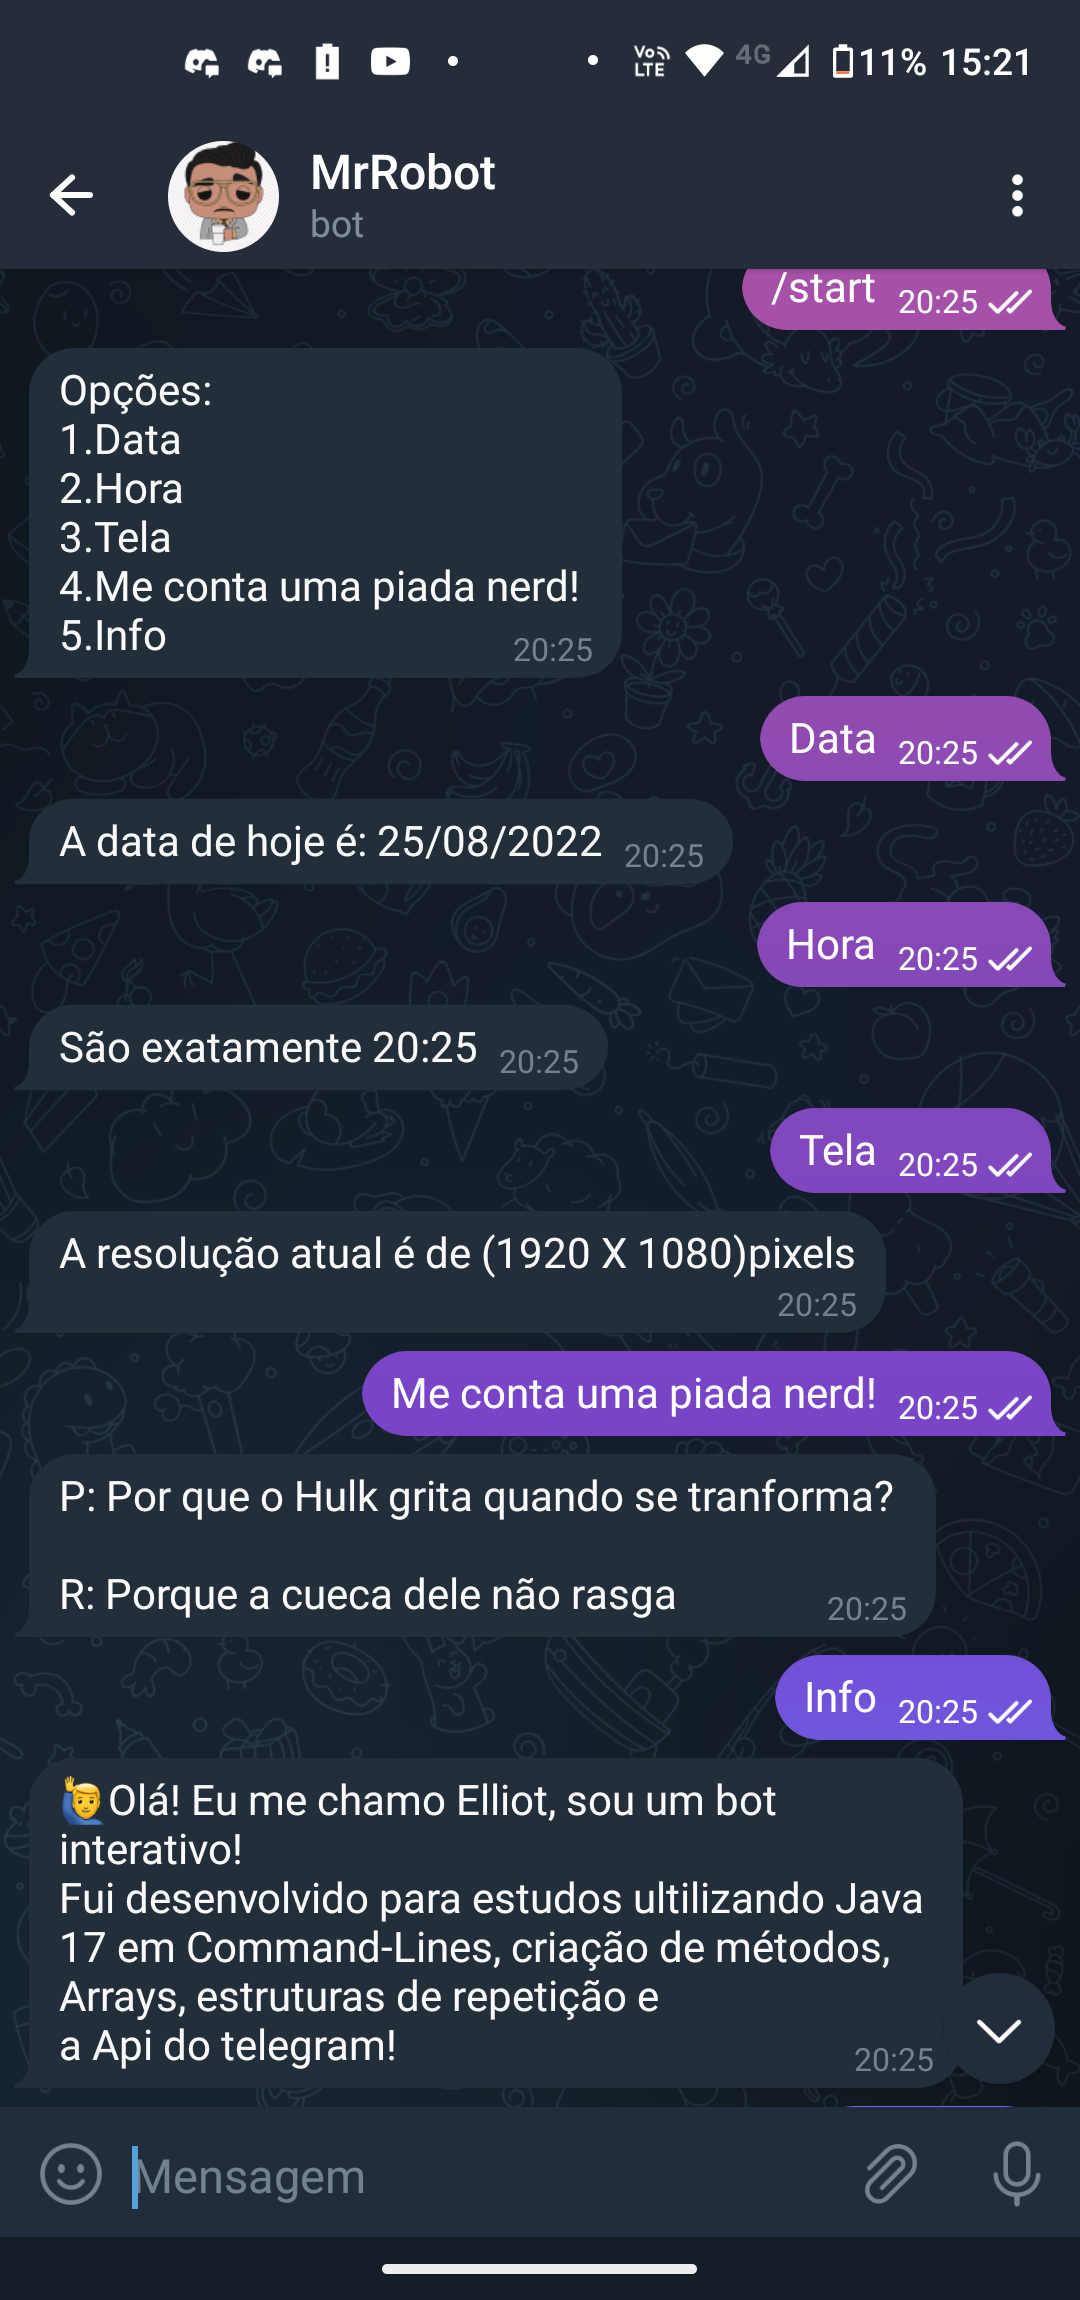 Vo)) LTE 4G 11% 15:21
MrRobot
bot
/start 20:25
Opções:
1.Data
2.Hora
3.Tela
4.Me conta uma piada nerd!
5.Info 20:25
Data 20:25
A data de hoje é: 25/08/2022 20:25
Hora 20:25
São exatamente 20:25 20:25
Tela 20:25
A resolução atual é de (1920 X 1080)pixels
20:25
Me conta uma piada nerd! 20:25
P: Por que o Hulk grita quando se tranforma?
R: Porque a cueca dele não rasga 20:25
Info 20:25
🙋‍♂️Olá! Eu me chamo Elliot, sou um bot
interativo!
Fui desenvolvido para estudos ultilizando Java
17 em Command-Lines, criação de métodos,
Arrays, estruturas de repetição e
a Api do telegram! 20:25
Mensagem